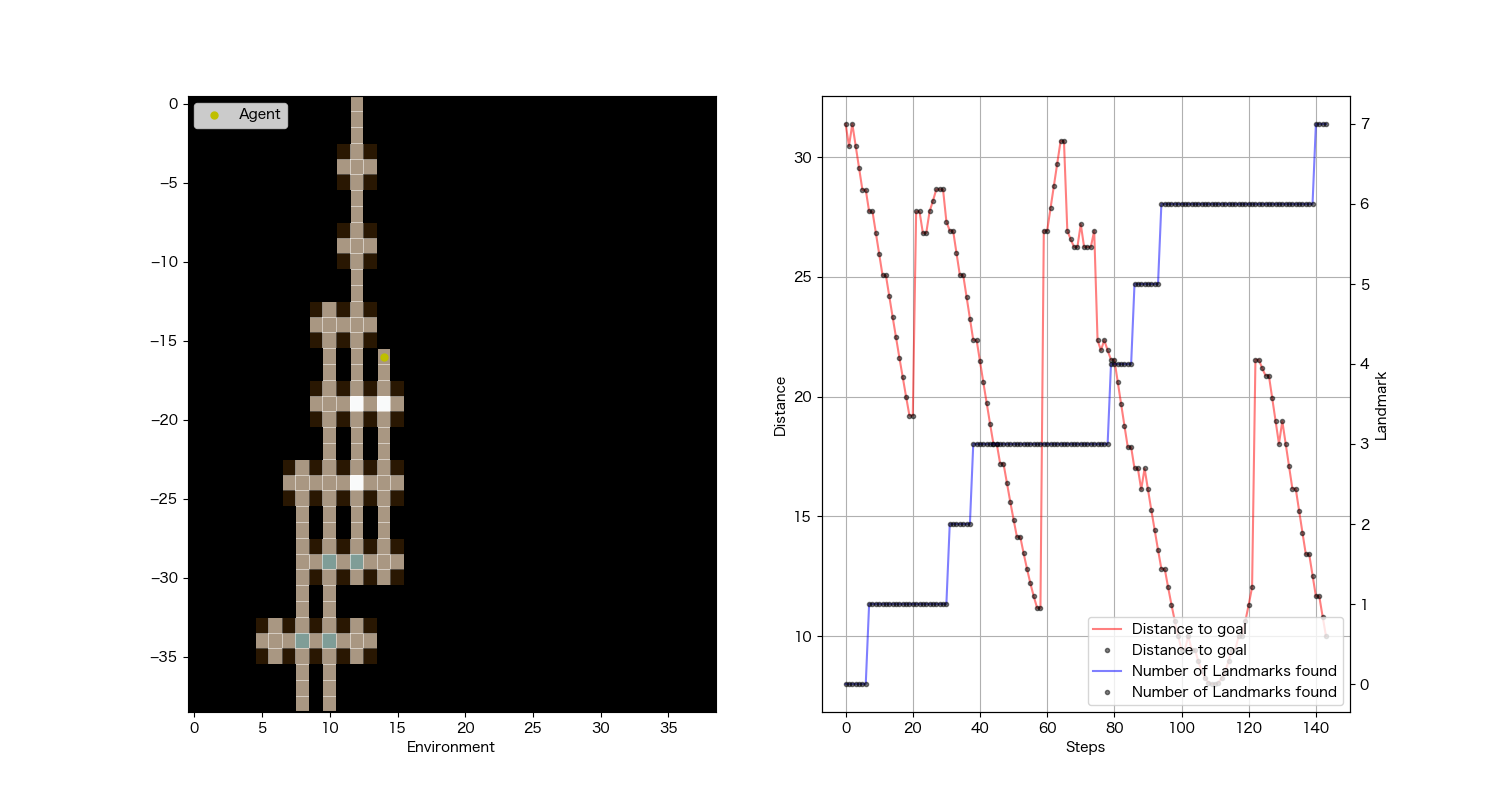 Agent
0
−5
−10
−15
−20
−25
−30
−35
0 5 10 15 20 25 30 35
Environment
Distance
30
25
20
15
10
0 20 40 60 80 100 120 140
Steps
7
6
5
4
3
2
1
0
Landmark
Distance to goal
Distance to goal
Number of Landmarks found
Number of Landmarks found